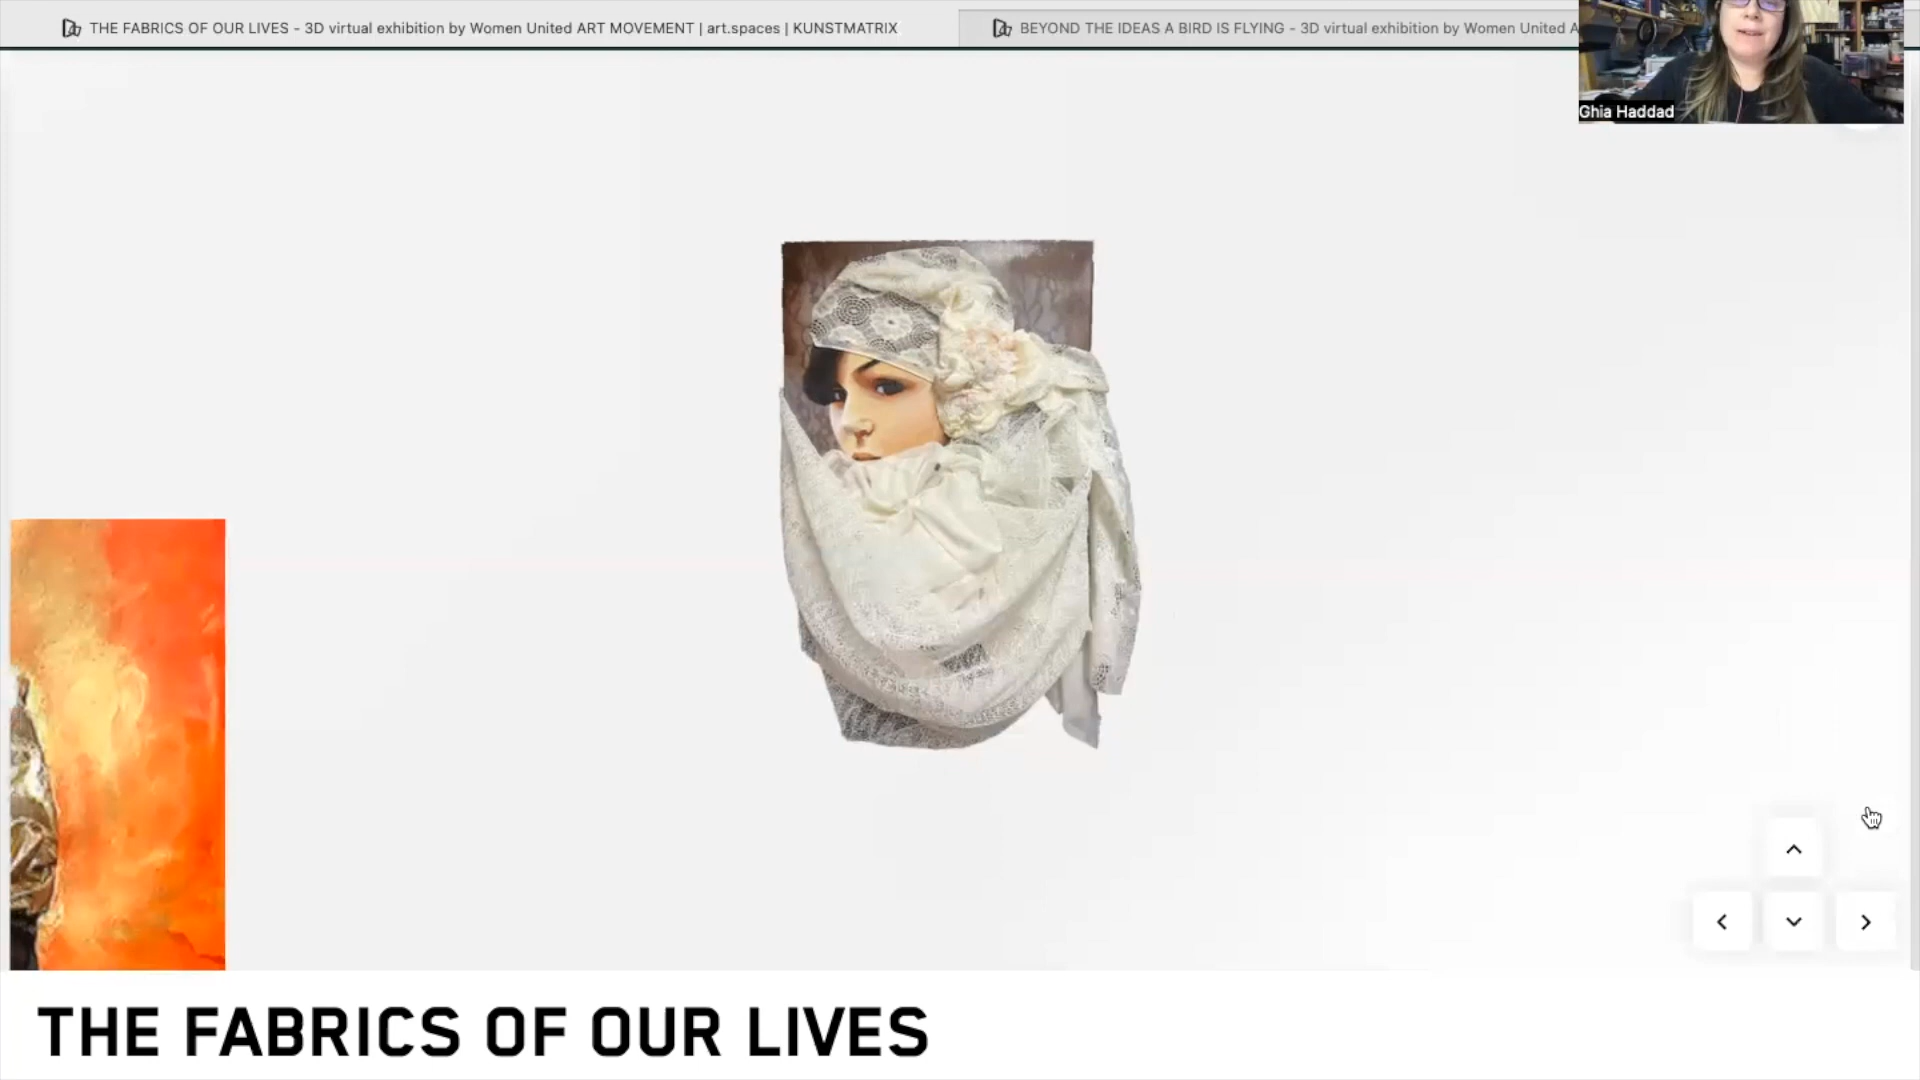 THE FABRICS OF OUR LIVES - 3D virtual exhibition by Women United ART MOVEMENT | art.spaces | KUNSTMATRIX
BEYOND THE IDEAS A BIRD IS FLYING - 3D virtual exhibition by Women United
Ghia Haddad
THE FABRICS OF OUR LIVES